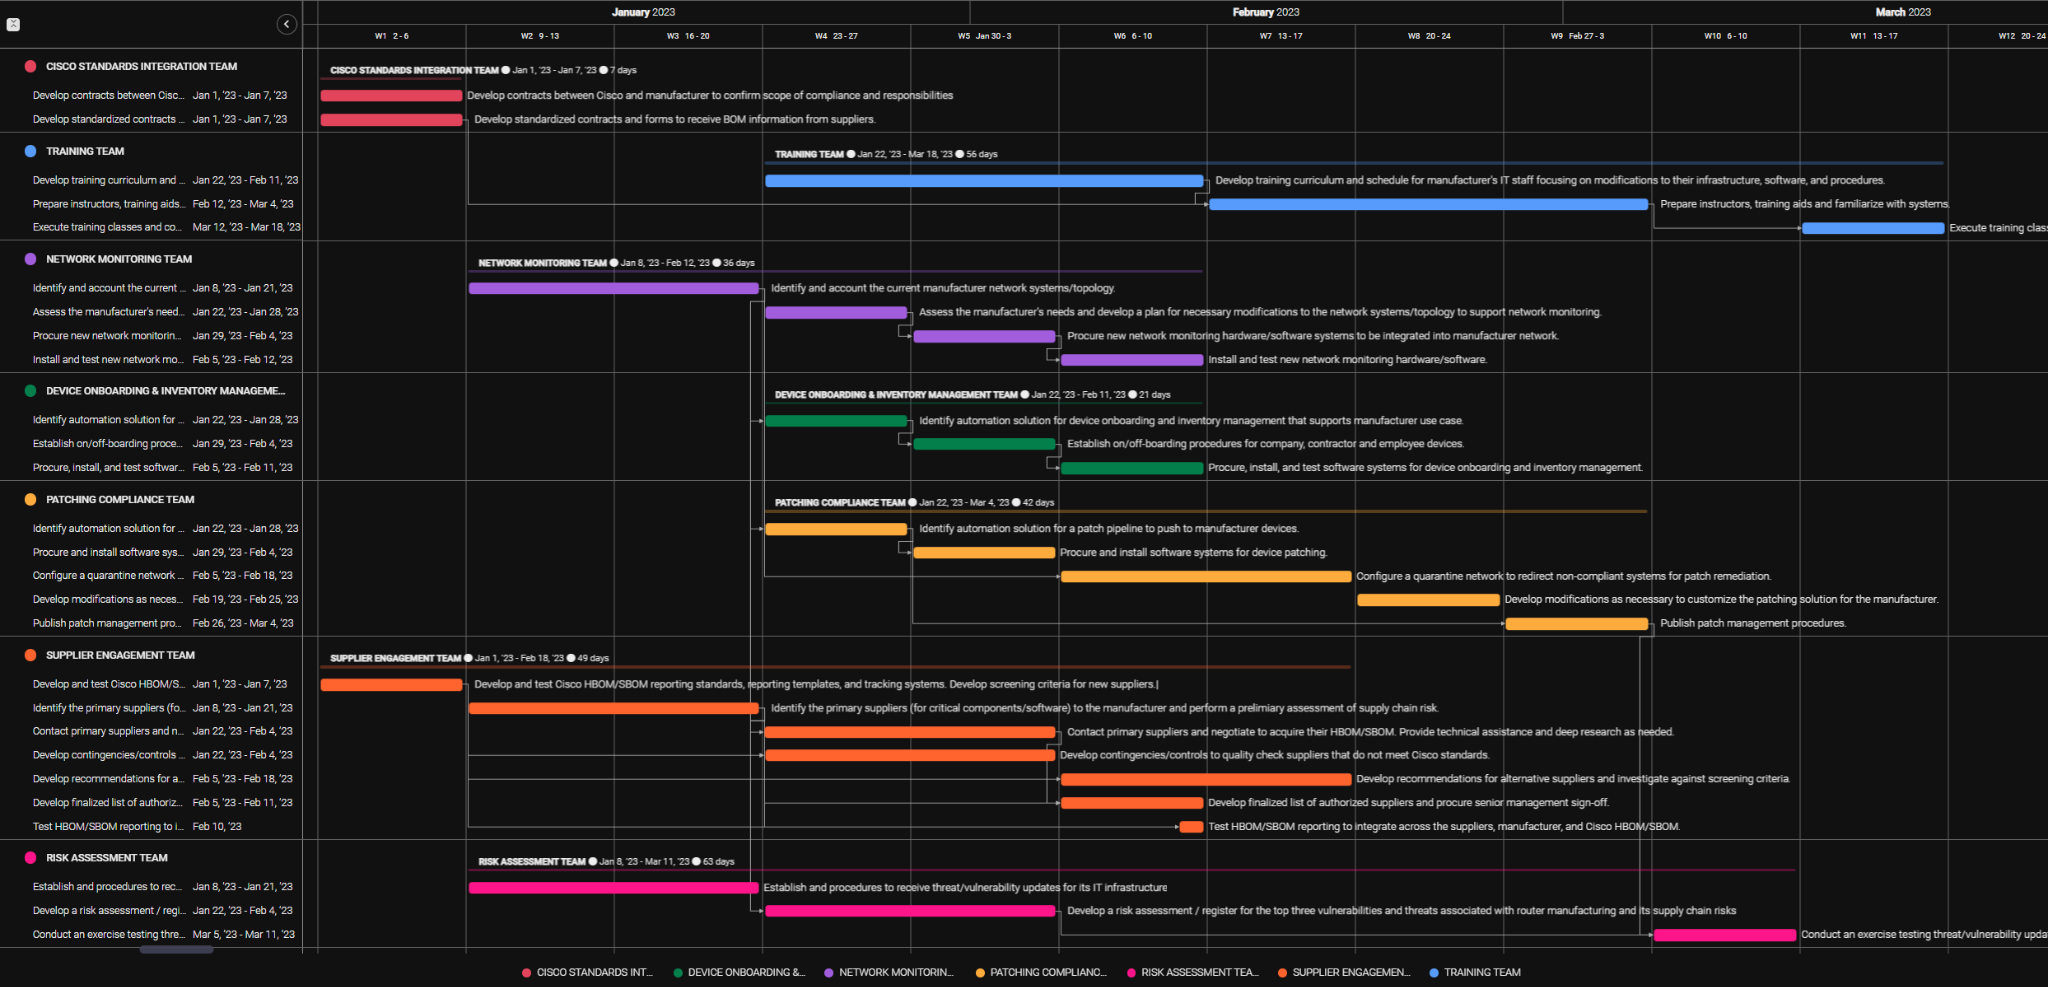 January 2023 February 2023 March 2023
W1 2 - 6 W2 9 - 13 W3 16 - 20 W4 23 - 27 W5 Jan 30 - 3 W6 6 - 10 W7 13 - 17 W8 20 - 24 W9 Feb 27 - 3 W10 6 - 10 W11 13 - 17 W12 20 - 24
CISCO STANDARDS INTEGRATION TEAM CISCO STANDARDS INTEGRATION TEAM Jan 1, '23 - Jan 7, '23 7 days
Develop contracts between Cisc... Jan 1, '23 - Jan 7, '23 Develop contracts between Cisco and manufacturer to confirm scope of compliance and responsibilities
Develop standardized contracts ... Jan 1, '23 - Jan 7, '23 Develop standardized contracts and forms to receive BOM information from suppliers.
TRAINING TEAM TRAINING TEAM Jan 22, '23 - Mar 18, '23 56 days
Develop training curriculum and ... Jan 22, '23 - Feb 11, '23 Develop training curriculum and schedule for manufacturer's IT staff focusing on modifications to their infrastructure, software, and procedures.
Prepare instructors, training aids... Feb 12, '23 - Mar 4, '23 Prepare instructors, training aids and familiarize with systems.
Execute training classes and co... Mar 12, '23 - Mar 18, '23 Execute training clas
NETWORK MONITORING TEAM NETWORK MONITORING TEAM Jan 8, '23 - Feb 12, '23 36 days
Identify and account the current ... Jan 8, '23 - Jan 21, '23 Identify and account the current manufacturer network systems/topology.
Assess the manufacturer's need... Jan 22, '23 - Jan 28, '23 Assess the manufacturer's needs and develop a plan for necessary modifications to the network systems/topology to support network monitoring.
Procure new network monitorin... Jan 29, '23 - Feb 4, '23 Procure new network monitoring hardware/software systems to be integrated into manufacturer network.
Install and test new network mo... Feb 5, '23 - Feb 12, '23 Install and test new network monitoring hardware/software.
DEVICE ONBOARDING & INVENTORY MANAGEME... DEVICE ONBOARDING & INVENTORY MANAGEMENT TEAM Jan 22, '23 - Feb 11, '23 21 days
Identify automation solution for ... Jan 22, '23 - Jan 28, '23 Identify automation solution for device onboarding and inventory management that supports manufacturer use case.
Establish on/off-boarding proce... Jan 29, '23 - Feb 4, '23 Establish on/off-boarding procedures for company, contractor and employee devices.
Procure, install, and test softwar... Feb 5, '23 - Feb 11, '23 Procure, install, and test software systems for device onboarding and inventory management.
PATCHING COMPLIANCE TEAM PATCHING COMPLIANCE TEAM Jan 22, '23 - Mar 4, '23 42 days
Identify automation solution for ... Jan 22, '23 - Jan 28, '23 Identify automation solution for a patch pipeline to push to manufacturer devices.
Procure and install software sys... Jan 29, '23 - Feb 4, '23 Procure and install software systems for device patching.
Configure a quarantine network ... Feb 5, '23 - Feb 18, '23 Configure a quarantine network to redirect non-compliant systems for patch remediation.
Develop modifications as neces... Feb 19, '23 - Feb 25, '23 Develop modifications as necessary to customize the patching solution for the manufacturer.
Publish patch management pro... Feb 26, '23 - Mar 4, '23 Publish patch management procedures.
SUPPLIER ENGAGEMENT TEAM SUPPLIER ENGAGEMENT TEAM Jan 1, '23 - Feb 18, '23 49 days
Develop and test Cisco HBOM/S... Jan 1, '23 - Jan 7, '23 Develop and test Cisco HBOM/SBOM reporting standards, reporting templates, and tracking systems. Develop screening criteria for new suppliers.|
Identify the primary suppliers (fo... Jan 8, '23 - Jan 21, '23 Identify the primary suppliers (for critical components/software) to the manufacturer and perform a prelimiary assessment of supply chain risk.
Contact primary suppliers and n... Jan 22, '23 - Feb 4, '23 Contact primary suppliers and negotiate to acquire their HBOM/SBOM. Provide technical assistance and deep research as needed.
Develop contingencies/controls ... Jan 22, '23 - Feb 4, '23 Develop contingencies/controls to quality check suppliers that do not meet Cisco standards.
Develop recommendations for a... Feb 5, '23 - Feb 18, '23 Develop recommendations for alternative suppliers and investigate against screening criteria.
Develop finalized list of authoriz... Feb 5, '23 - Feb 11, '23 Develop finalized list of authorized suppliers and procure senior management sign-off.
Test HBOM/SBOM reporting to i... Feb 10, '23 Test HBOM/SBOM reporting to integrate across the suppliers, manufacturer, and Cisco HBOM/SBOM.
RISK ASSESSMENT TEAM RISK ASSESSMENT TEAM Jan 8, '23 - Mar 11, '23 63 days
Establish and procedures to rec... Jan 8, '23 - Jan 21, '23 Establish and procedures to receive threat/vulnerability updates for its IT infrastructure
Develop a risk assessment / regi... Jan 22, '23 - Feb 4, '23 Develop a risk assessment / register for the top three vulnerabilities and threats associated with router manufacturing and its supply chain risks
Conduct an exercise testing thre... Mar 5, '23 - Mar 11, '23 Conduct an exercise testing threat/vulnerability upda
CISCO STANDARDS INT... DEVICE ONBOARDING &... NETWORK MONITORIN... PATCHING COMPLIANC... RISK ASSESSMENT TEA... SUPPLIER ENGAGEMEN... TRAINING TEAM